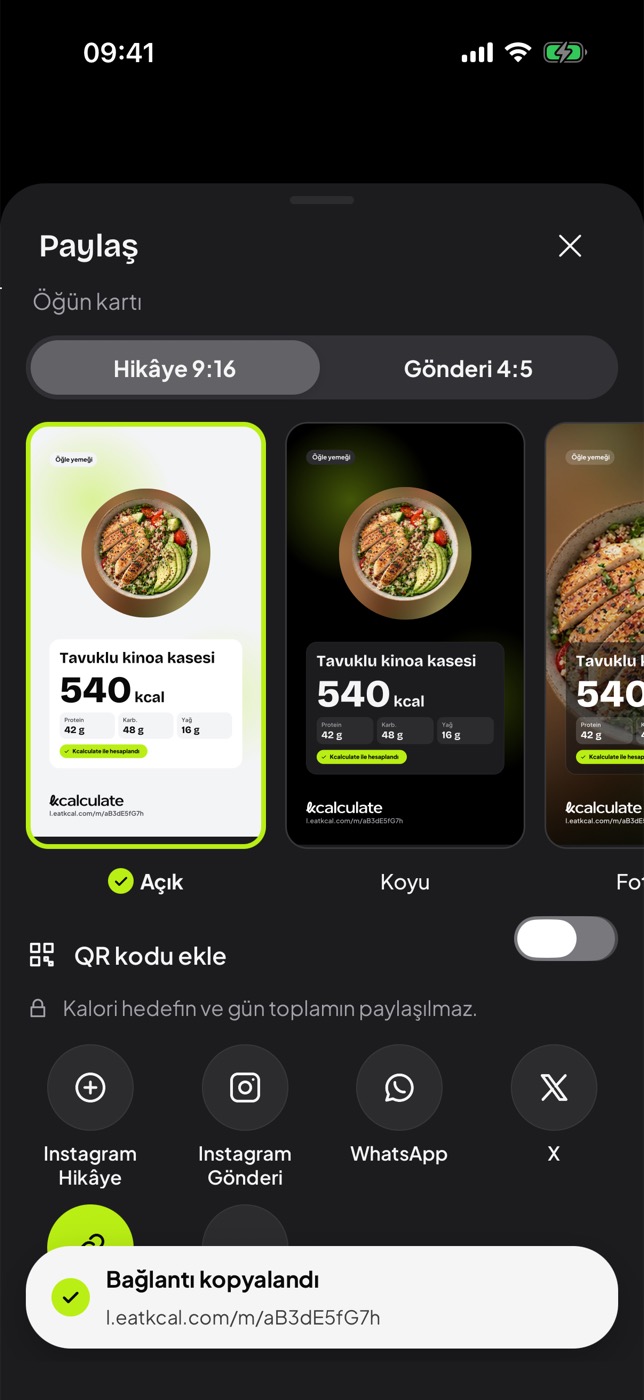 09:41
Paylaş
Öğün kartı
Hikâye 9:16
Gönderi 4:5
Öğle yemeği
Tavuklu kinoa kasesi
540 kcal
Protein
42 g
Karb.
48 g
Yağ
16 g
Kcalculate ile hesaplandı
kcalculate
l.eatkcal.com/m/aB3dE5fG7h
Öğle yemeği
Tavuklu kinoa kasesi
540 kcal
Protein
42 g
Karb.
48 g
Yağ
16 g
Kcalculate ile hesaplandı
kcalculate
l.eatkcal.com/m/aB3dE5fG7h
Öğle yemeği
Tavuklu k
540
Protein
42 g
Kcalculate ile hesap
kcalculate
l.eatkcal.com/m/aB3dE
Açık
Koyu
Fo
QR kodu ekle
Kalori hedefin ve gün toplamın paylaşılmaz.
Instagram
Hikâye
Instagram
Gönderi
WhatsApp
X
Bağlantı kopyalandı
l.eatkcal.com/m/aB3dE5fG7h